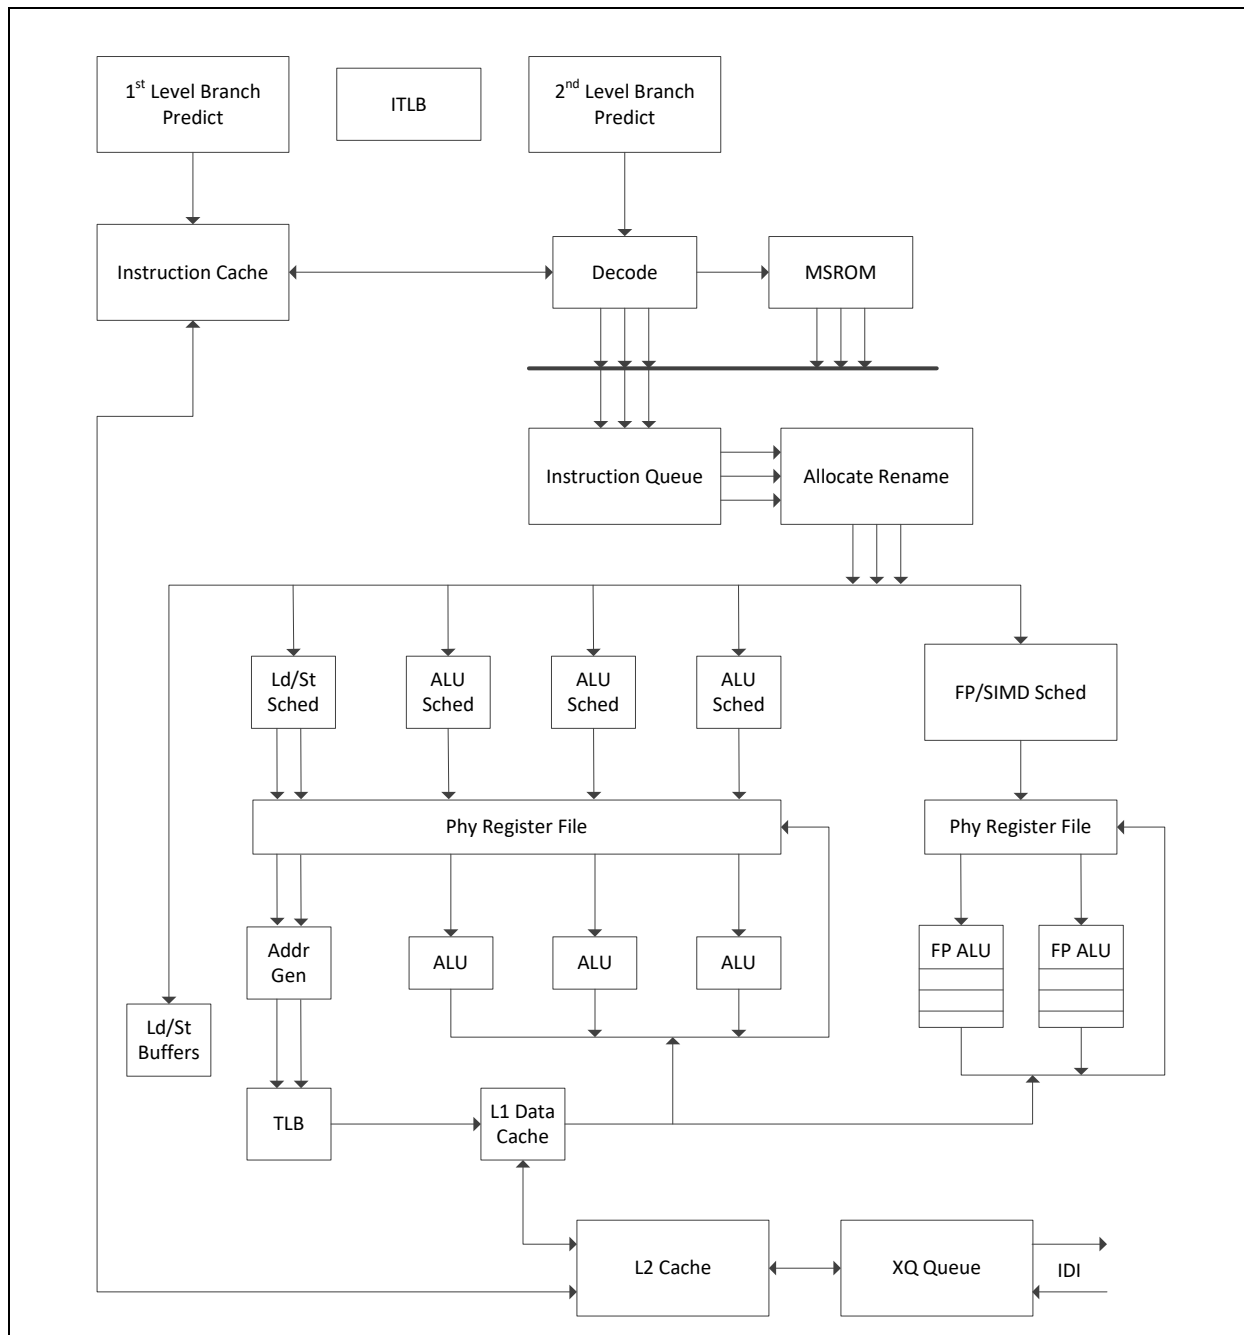 1st Level Branch
Predict
ITLB
2nd Level Branch
Predict
Instruction Cache
Decode
MSROM
Instruction Queue
Allocate Rename
Ld/St
Sched
ALU
Sched
ALU
Sched
ALU
Sched
FP/SIMD Sched
Phy Register File
Phy Register File
Addr
Gen
ALU
ALU
ALU
FP ALU
FP ALU
Ld/St
Buffers
TLB
L1 Data
Cache
L2 Cache
XQ Queue
IDI